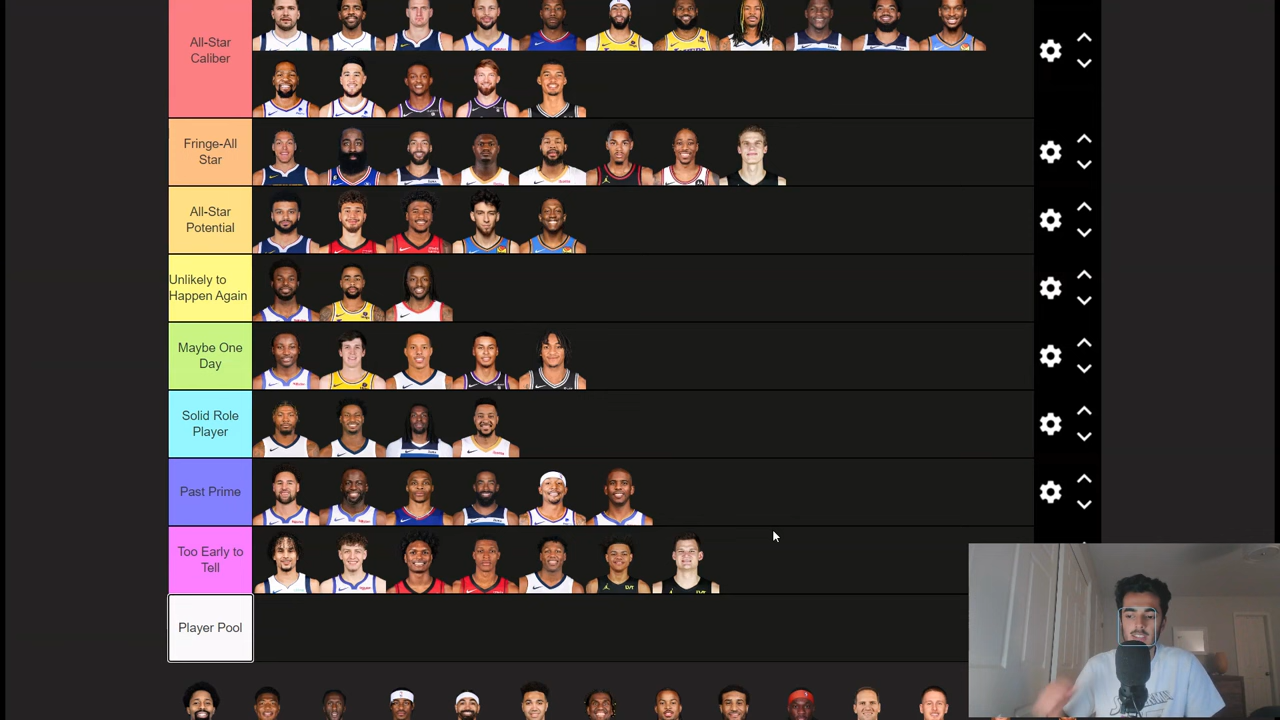 All-Star
Caliber
Fringe-All
Star
All-Star
Potential
Unlikely to
Happen Again
Maybe One
Day
Solid Role
Player
Past Prime
Too Early to
Tell
Player Pool